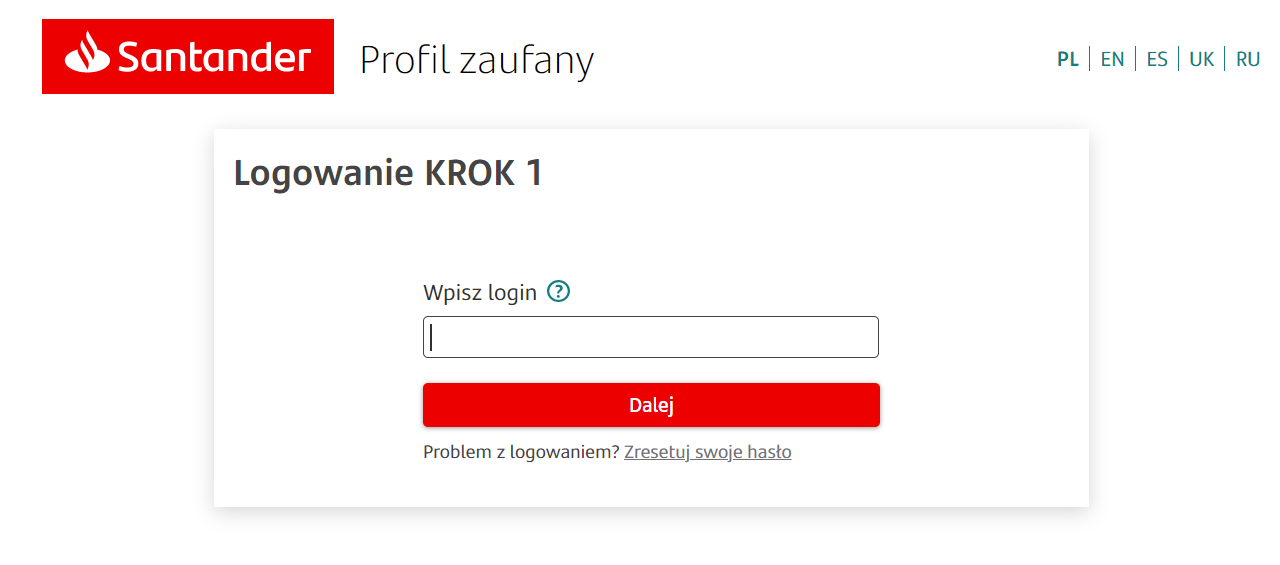 Santander
Profil zaufany
PL | EN | ES | UK | RU
Logowanie KROK 1
Wpisz login ?
Dalej
Problem z logowaniem? Zresetuj swoje hasło